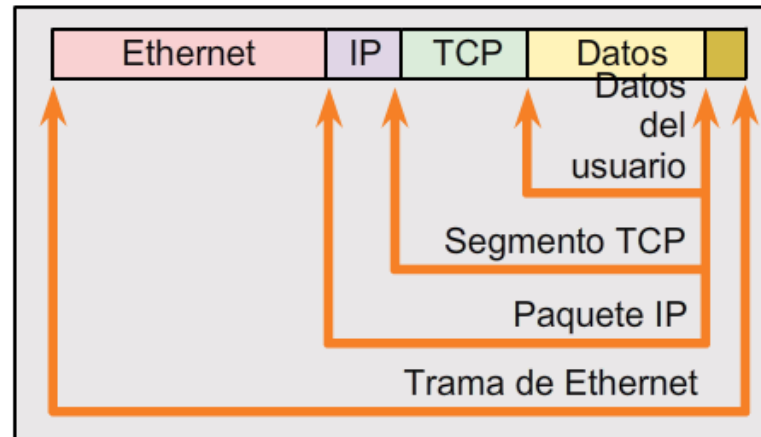 Ethernet IP TCP Datos
Datos
del
usuario
Segmento TCP
Paquete IP
Trama de Ethernet